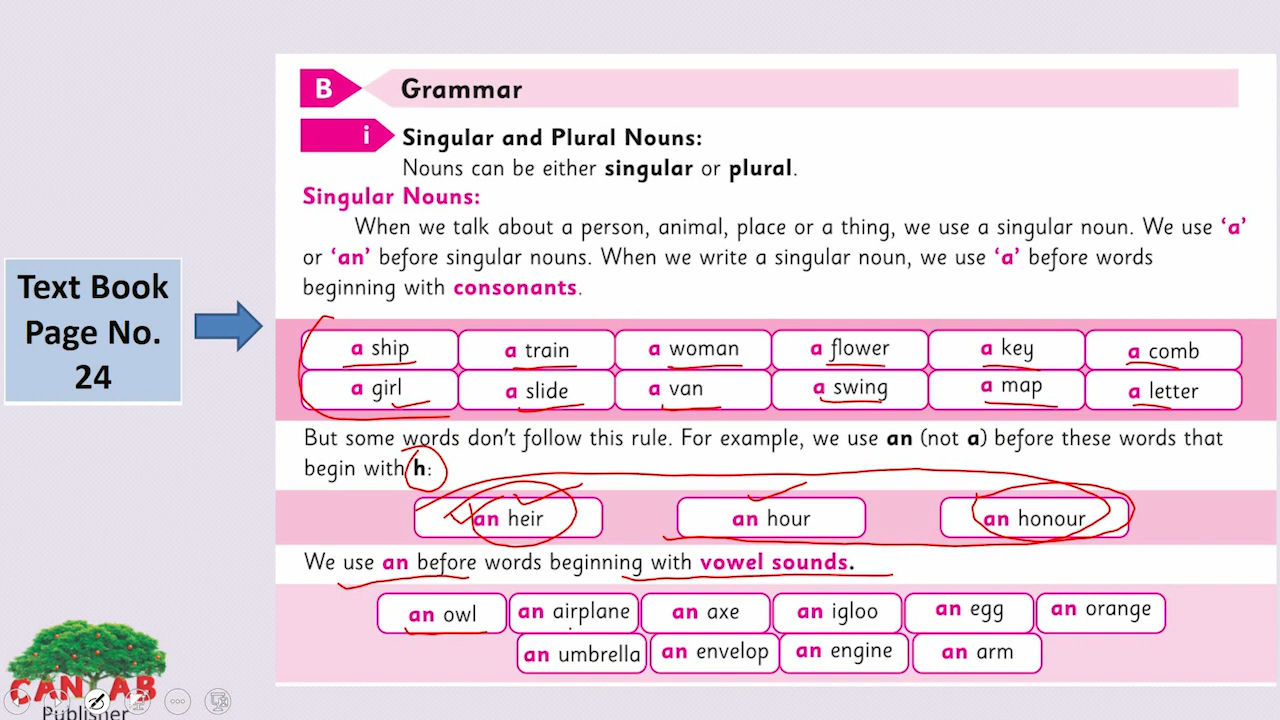 B Grammar
i Singular and Plural Nouns:
Nouns can be either singular or plural.
Singular Nouns:
When we talk about a person, animal, place or a thing, we use a singular noun. We use ‘a’
or ‘an’ before singular nouns. When we write a singular noun, we use ‘a’ before words
beginning with consonants.
Text Book
Page No.
24
a ship a train a woman a flower a key a comb
a girl a slide a van a swing a map a letter
But some words don't follow this rule. For example, we use an (not a) before these words that
begin with h:
an heir an hour an honour
We use an before words beginning with vowel sounds.
an owl an airplane an axe an igloo an egg an orange
an umbrella an envelop an engine an arm
Publisher